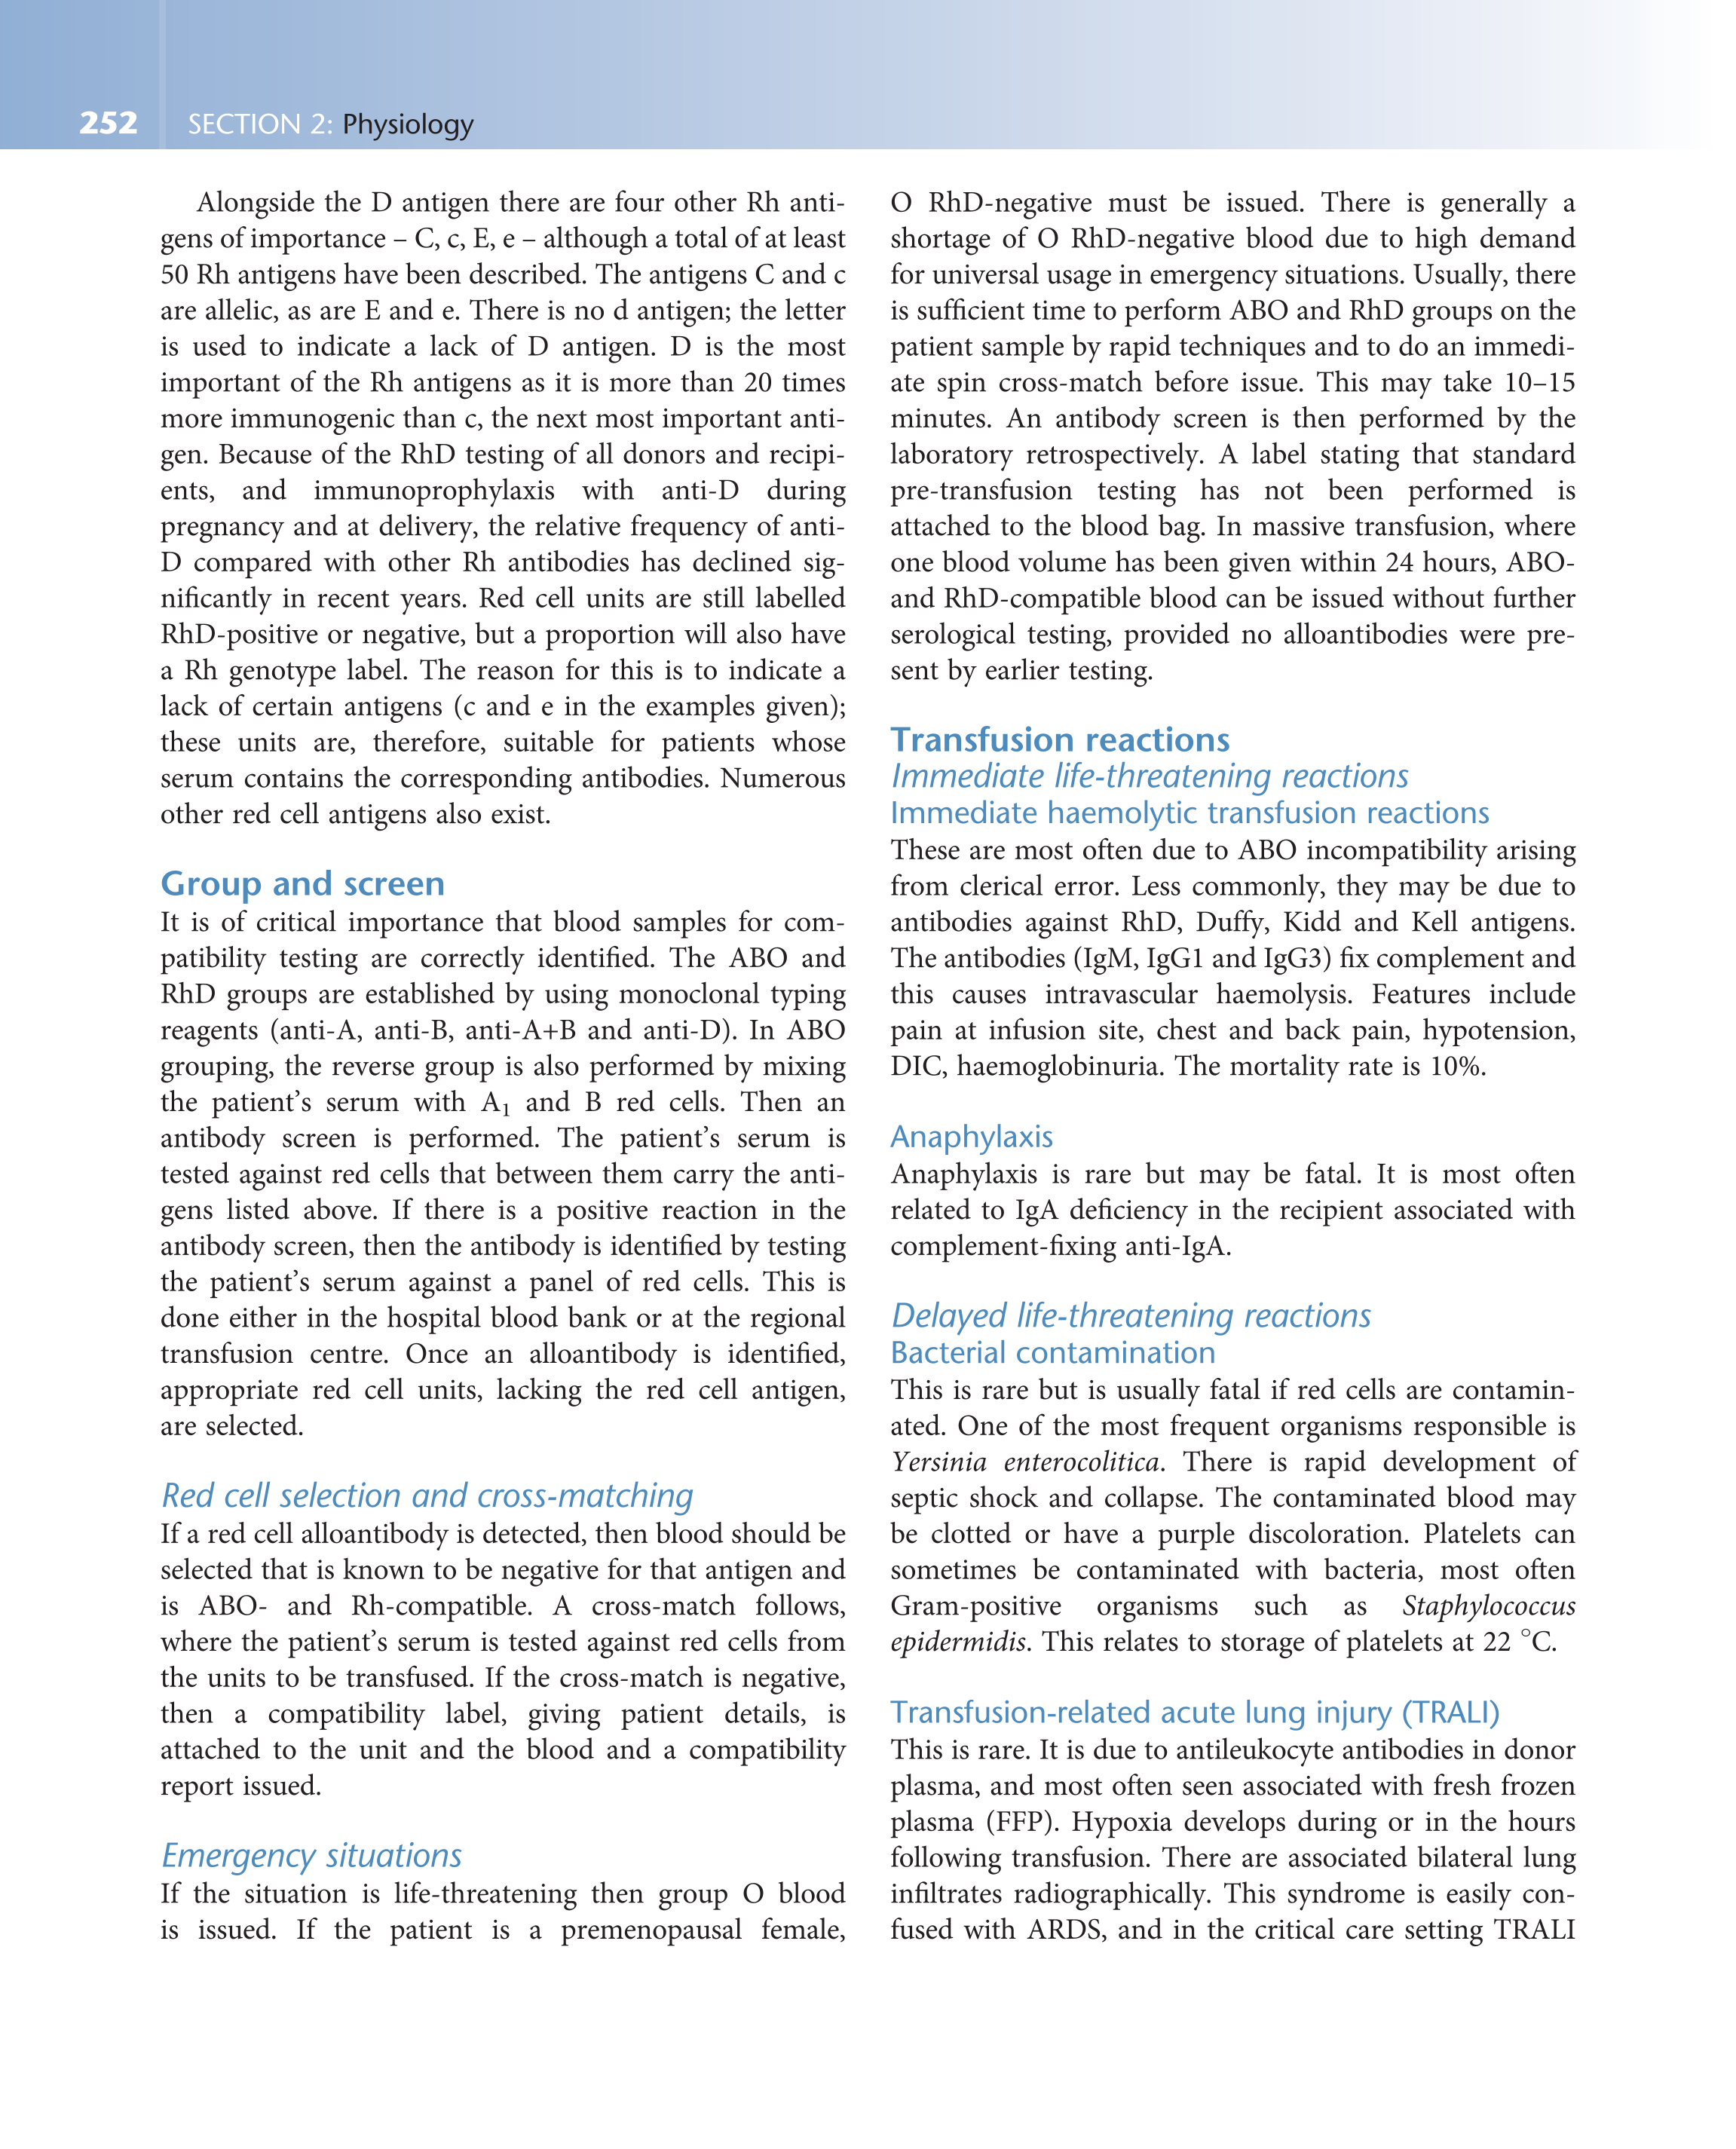 252 SECTION 2: Physiology
Alongside the D antigen there are four other Rh anti-
gens of importance – C, c, E, e – although a total of at least
50 Rh antigens have been described. The antigens C and c
are allelic, as are E and e. There is no d antigen; the letter
is used to indicate a lack of D antigen. D is the most
important of the Rh antigens as it is more than 20 times
more immunogenic than c, the next most important anti-
gen. Because of the RhD testing of all donors and recipi-
ents, and immunoprophylaxis with anti-D during
pregnancy and at delivery, the relative frequency of anti-
D compared with other Rh antibodies has declined sig-
nificantly in recent years. Red cell units are still labelled
RhD-positive or negative, but a proportion will also have
a Rh genotype label. The reason for this is to indicate a
lack of certain antigens (c and e in the examples given);
these units are, therefore, suitable for patients whose
serum contains the corresponding antibodies. Numerous
other red cell antigens also exist.
Group and screen
It is of critical importance that blood samples for com-
patibility testing are correctly identified. The ABO and
RhD groups are established by using monoclonal typing
reagents (anti-A, anti-B, anti-A+B and anti-D). In ABO
grouping, the reverse group is also performed by mixing
the patient's serum with A₁ and B red cells. Then an
antibody screen is performed. The patient's serum is
tested against red cells that between them carry the anti-
gens listed above. If there is a positive reaction in the
antibody screen, then the antibody is identified by testing
the patient's serum against a panel of red cells. This is
done either in the hospital blood bank or at the regional
transfusion centre. Once an alloantibody is identified,
appropriate red cell units, lacking the red cell antigen,
are selected.
Red cell selection and cross-matching
If a red cell alloantibody is detected, then blood should be
selected that is known to be negative for that antigen and
is ABO- and Rh-compatible. A cross-match follows,
where the patient's serum is tested against red cells from
the units to be transfused. If the cross-match is negative,
then a compatibility label, giving patient details, is
attached to the unit and the blood and a compatibility
report issued.
Emergency situations
If the situation is life-threatening then group O blood
is issued. If the patient is a premenopausal female,
O RhD-negative must be issued. There is generally a
shortage of O RhD-negative blood due to high demand
for universal usage in emergency situations. Usually, there
is sufficient time to perform ABO and RhD groups on the
patient sample by rapid techniques and to do an immedi-
ate spin cross-match before issue. This may take 10–15
minutes. An antibody screen is then performed by the
laboratory retrospectively. A label stating that standard
pre-transfusion testing has not been performed is
attached to the blood bag. In massive transfusion, where
one blood volume has been given within 24 hours, ABO-
and RhD-compatible blood can be issued without further
serological testing, provided no alloantibodies were pre-
sent by earlier testing.
Transfusion reactions
Immediate life-threatening reactions
Immediate haemolytic transfusion reactions
These are most often due to ABO incompatibility arising
from clerical error. Less commonly, they may be due to
antibodies against RhD, Duffy, Kidd and Kell antigens.
The antibodies (IgM, IgG1 and IgG3) fix complement and
this causes intravascular haemolysis. Features include
pain at infusion site, chest and back pain, hypotension,
DIC, haemoglobinuria. The mortality rate is 10%.
Anaphylaxis
Anaphylaxis is rare but may be fatal. It is most often
related to IgA deficiency in the recipient associated with
complement-fixing anti-IgA.
Delayed life-threatening reactions
Bacterial contamination
This is rare but is usually fatal if red cells are contamin-
ated. One of the most frequent organisms responsible is
Yersinia enterocolitica. There is rapid development of
septic shock and collapse. The contaminated blood may
be clotted or have a purple discoloration. Platelets can
sometimes be contaminated with bacteria, most often
Gram-positive organisms such as Staphylococcus
epidermidis. This relates to storage of platelets at 22 °C.
Transfusion-related acute lung injury (TRALI)
This is rare. It is due to antileukocyte antibodies in donor
plasma, and most often seen associated with fresh frozen
plasma (FFP). Hypoxia develops during or in the hours
following transfusion. There are associated bilateral lung
infiltrates radiographically. This syndrome is easily con-
fused with ARDS, and in the critical care setting TRALI